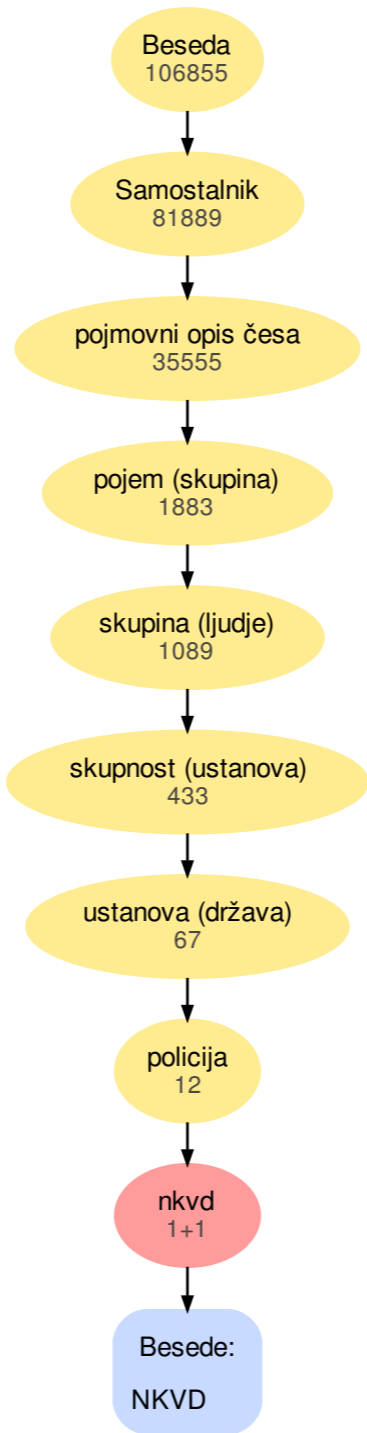 Beseda
106855
Samostalnik
81889
pojmovni opis česa
35555
pojem (skupina)
1883
skupina (ljudje)
1089
skupnost (ustanova)
433
ustanova (država)
67
policija
12
nkvd
1+1
Besede:
NKVD